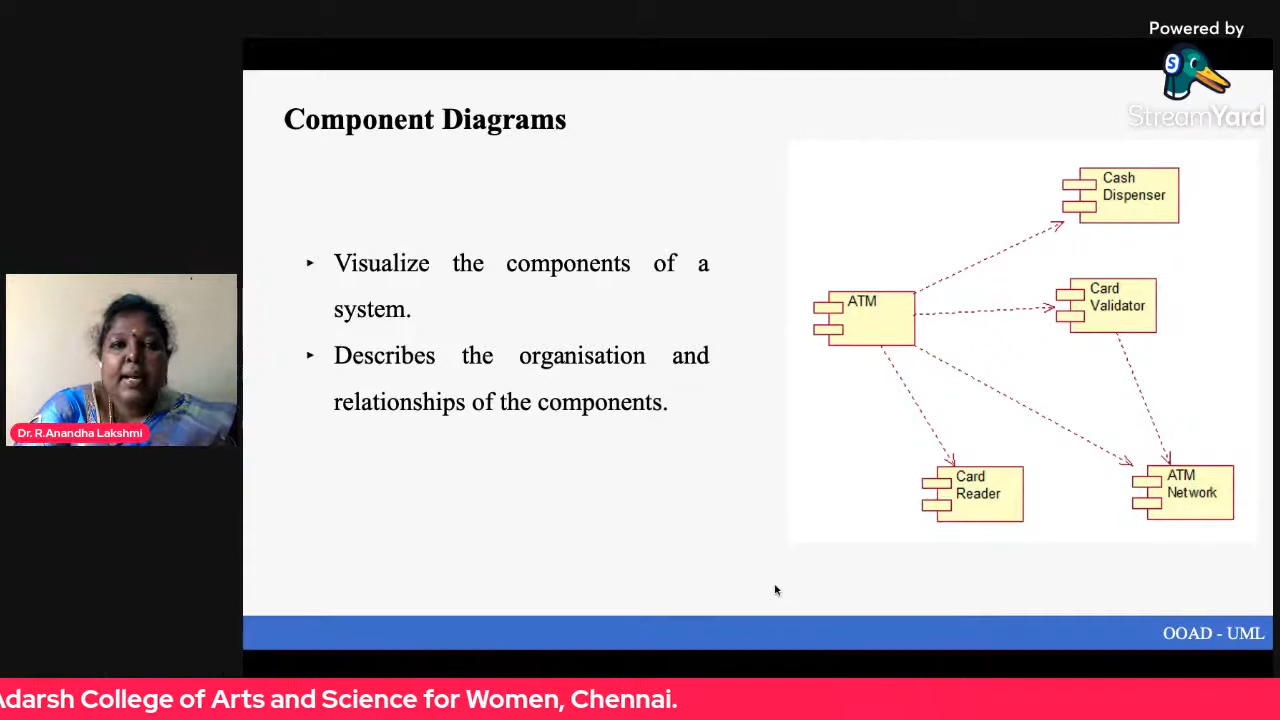 Powered by
StreamYard
Component Diagrams
‣ Visualize the components of a
system.
‣ Describes the organisation and
relationships of the components.
Cash
Dispenser
ATM
Card
Validator
Card
Reader
ATM
Network
Dr. R.Anandha Lakshmi
OOAD - UML
Adarsh College of Arts and Science for Women, Chennai.